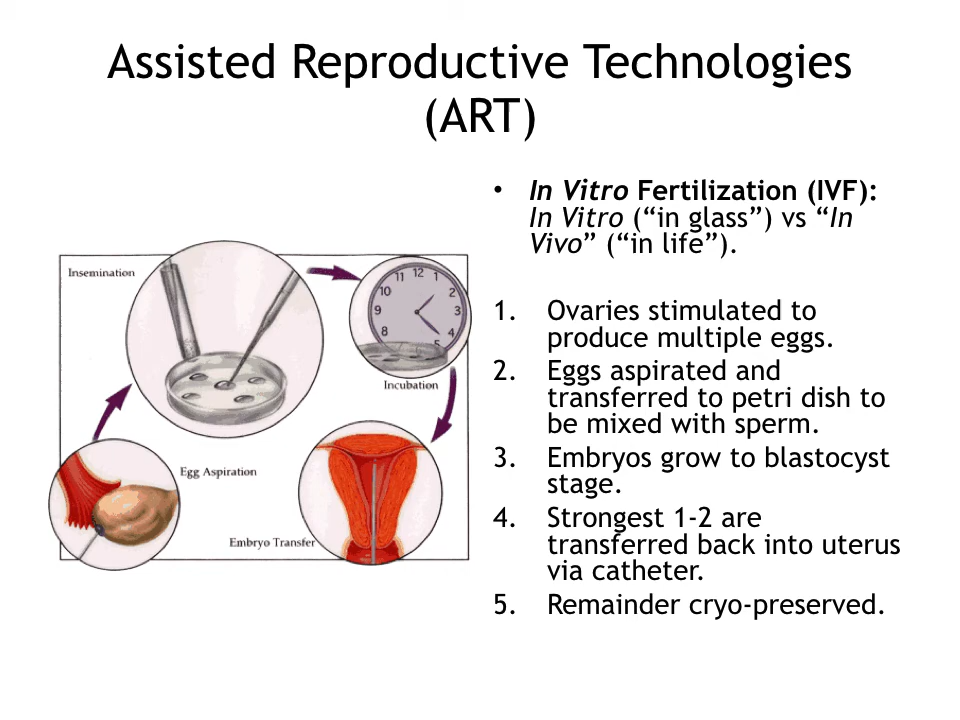 Assisted Reproductive Technologies
(ART)
• In Vitro Fertilization (IVF):
In Vitro (“in glass”) vs “In
Vivo” (“in life”).
1. Ovaries stimulated to
produce multiple eggs.
2. Eggs aspirated and
transferred to petri dish to
be mixed with sperm.
3. Embryos grow to blastocyst
stage.
4. Strongest 1-2 are
transferred back into uterus
via catheter.
5. Remainder cryo-preserved.
Insemination
11 12 1
10 2
9 3
8 4
5
Incubation
Egg Aspiration
Embryo Transfer